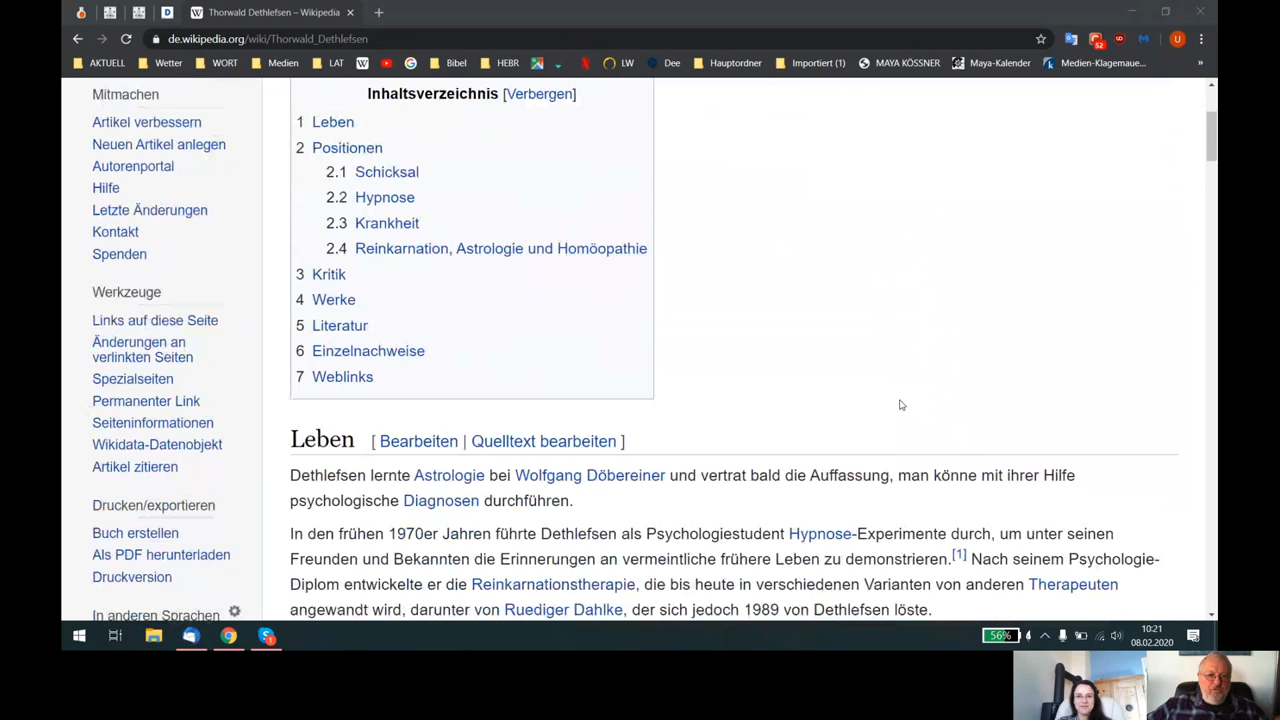 Thorwald Dethlefsen – Wikipedia
de.wikipedia.org/wiki/Thorwald_Dethlefsen
52
U
AKTUELL Wetter WORT Medien LAT Bibel HEBR LW Dee Hauptordner Importiert (1) MAYA KÖSSNER Maya-Kalender Medien-Klagemaue...
Mitmachen
Artikel verbessern
Neuen Artikel anlegen
Autorenportal
Hilfe
Letzte Änderungen
Kontakt
Spenden
Werkzeuge
Links auf diese Seite
Änderungen an
verlinkten Seiten
Spezialseiten
Permanenter Link
Seiteninformationen
Wikidata-Datenobjekt
Artikel zitieren
Drucken/exportieren
Buch erstellen
Als PDF herunterladen
Druckversion
In anderen Sprachen
Inhaltsverzeichnis [Verbergen]
1 Leben
2 Positionen
2.1 Schicksal
2.2 Hypnose
2.3 Krankheit
2.4 Reinkarnation, Astrologie und Homöopathie
3 Kritik
4 Werke
5 Literatur
6 Einzelnachweise
7 Weblinks
Leben [ Bearbeiten | Quelltext bearbeiten ]
Dethlefsen lernte Astrologie bei Wolfgang Döbereiner und vertrat bald die Auffassung, man könne mit ihrer Hilfe
psychologische Diagnosen durchführen.
In den frühen 1970er Jahren führte Dethlefsen als Psychologiestudent Hypnose-Experimente durch, um unter seinen
Freunden und Bekannten die Erinnerungen an vermeintliche frühere Leben zu demonstrieren.[1] Nach seinem Psychologie-
Diplom entwickelte er die Reinkarnationstherapie, die bis heute in verschiedenen Varianten von anderen Therapeuten
angewandt wird, darunter von Ruediger Dahlke, der sich jedoch 1989 von Dethlefsen löste.
56%
10:21
08.02.2020